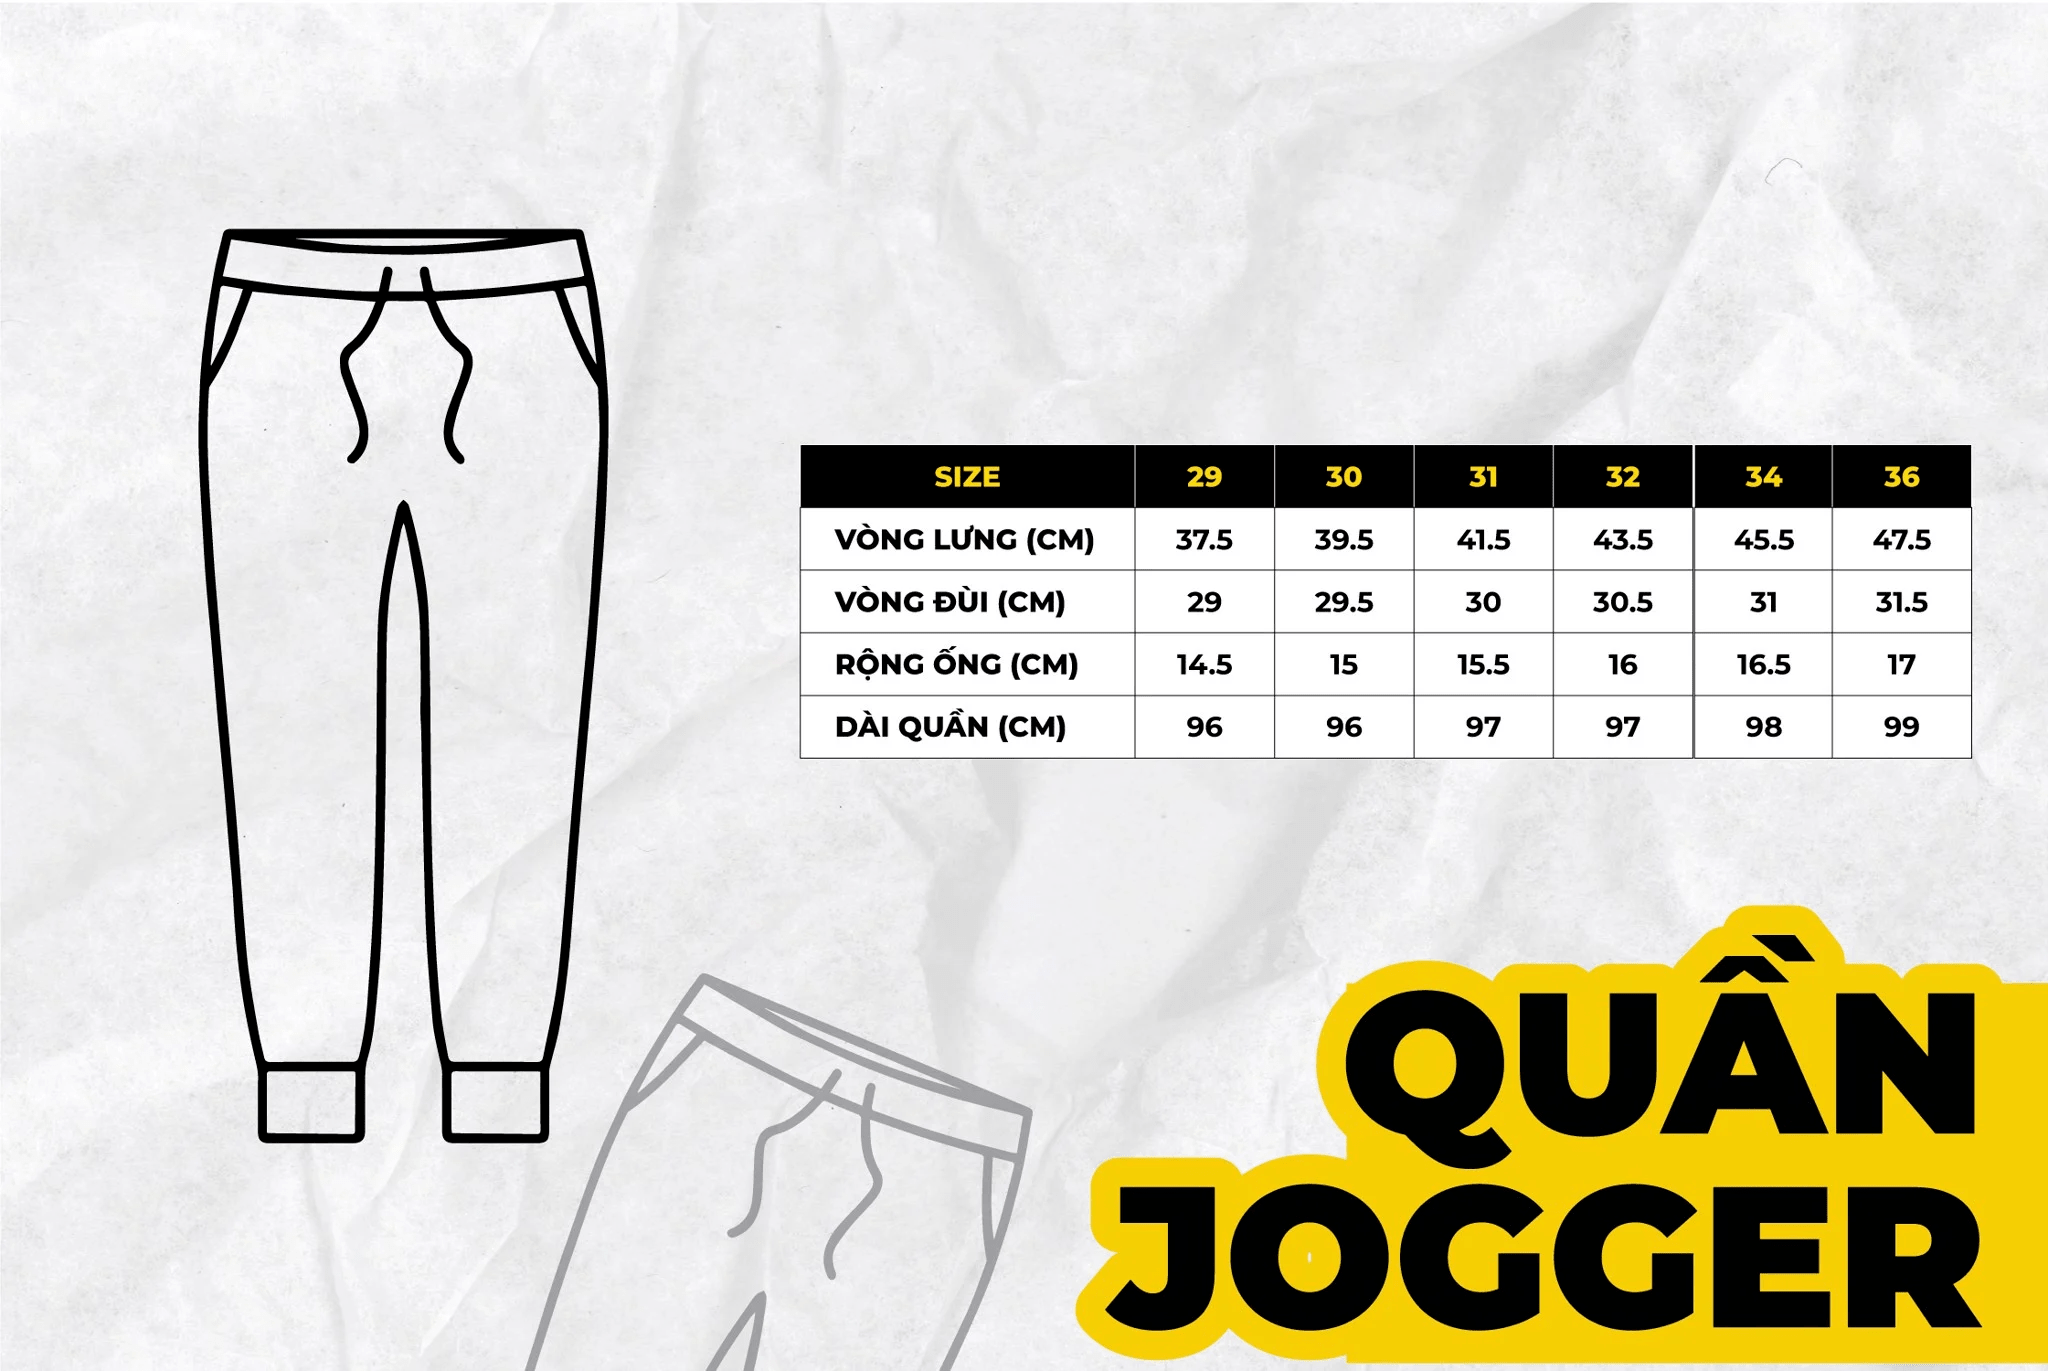 SIZE 29 30 31 32 34 36
VÒNG LƯNG (CM) 37.5 39.5 41.5 43.5 45.5 47.5
VÒNG ĐÙI (CM) 29 29.5 30 30.5 31 31.5
RỘNG ỐNG (CM) 14.5 15 15.5 16 16.5 17
DÀI QUẦN (CM) 96 96 97 97 98 99
QUẦN
JOGGER